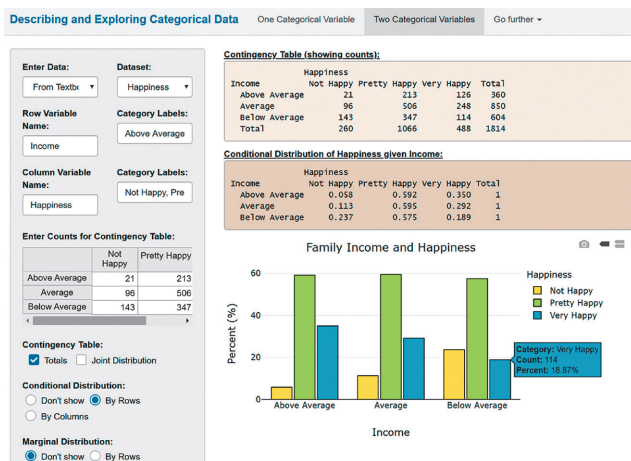 Describing and Exploring Categorical Data One Categorical Variable Two Categorical Variables Go further
Enter Data: Dataset:
From Textbo Happiness
Row Variable Name: Category Labels:
Income Above Average
Column Variable Name: Category Labels:
Happiness Not Happy, Pre
Enter Counts for Contingency Table:
Not Happy Pretty Happy
Above Average 21 213
Average 96 506
Below Average 143 347
Contingency Table:
Totals Joint Distribution
Conditional Distribution:
Don't show By Rows
By Columns
Marginal Distribution:
Don't show By Rows
Contingency Table (showing counts):
Happiness
Income Not Happy Pretty Happy Very Happy Total
Above Average 21 213 126 360
Average 96 506 248 850
Below Average 143 347 114 604
Total 260 1066 488 1814
Conditional Distribution of Happiness given Income:
Happiness
Income Not Happy Pretty Happy Very Happy Total
Above Average 0.058 0.592 0.350 1
Average 0.113 0.595 0.292 1
Below Average 0.237 0.575 0.189 1
Family Income and Happiness
Percent (%)
60
40
20
0
Above Average Average Below Average
Income
Happiness
Not Happy
Pretty Happy
Very Happy
Category: Very Happy
Count: 114
Percent: 18.87%